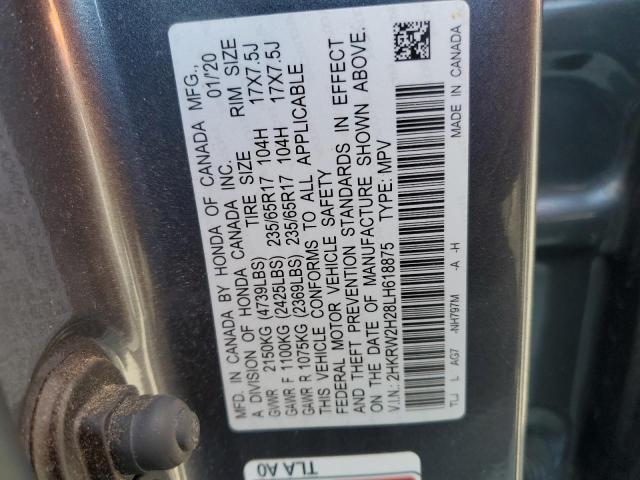 MFD. IN CANADA BY HONDA OF CANADA MFG.,
A DIVISION OF HONDA CANADA INC. 01/'20
TIRE SIZE RIM SIZE
GVWR 2150KG (4739LBS)
GAWR F 1100KG (2425LBS) 235/65R17 104H 17X7.5J
GAWR R 1075KG (2369LBS) 235/65R17 104H 17X7.5J
THIS VEHICLE CONFORMS TO ALL APPLICABLE
FEDERAL MOTOR VEHICLE SAFETY
AND THEFT PREVENTION STANDARDS IN EFFECT
ON THE DATE OF MANUFACTURE SHOWN ABOVE.
V.I.N.: 2HKRW2H28LH618875 TYPE: MPV
TLJ L AG7 -NH797M -A -H MADE IN CANADA
TLA A0